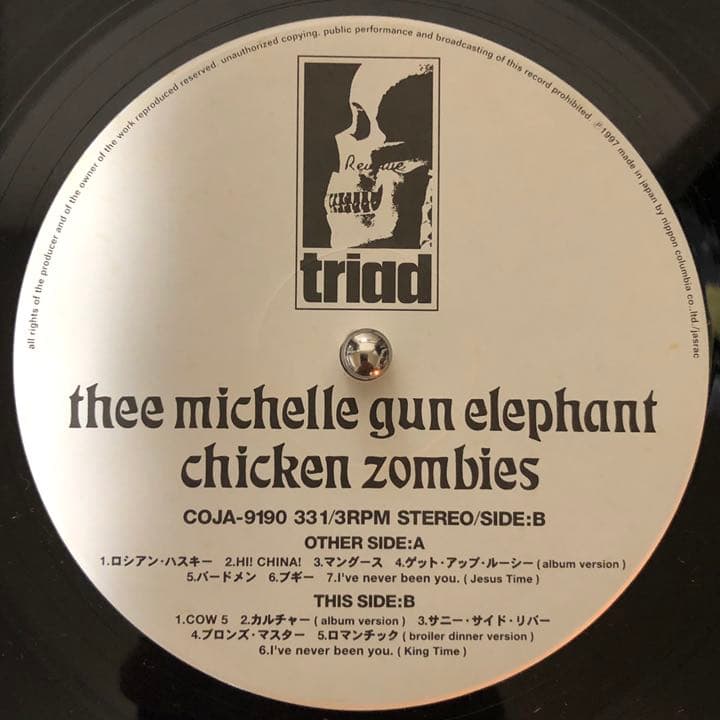 all rights of the producer and of the owner of the work reproduced reserved. unauthorized copying, public performance and broadcasting of this record prohibited. ℗1997 made in japan by nippon columbia co.,ltd./jasrac
Revengue
triad
thee michelle gun elephant
chicken zombies
COJA-9190 331/3RPM STEREO/SIDE:B
OTHER SIDE:A
1.ロシアン・ハスキー 2.HI! CHINA! 3.マングース 4.ゲット・アップ・ルーシー ( album version )
5.バードメン 6.ブギー 7.I've never been you. ( Jesus Time )
THIS SIDE:B
1.COW 5 2.カルチャー ( album version ) 3.サニー・サイド・リバー
4.ブロンズ・マスター 5.ロマンチック ( broiler dinner version )
6.I've never been you. ( King Time )